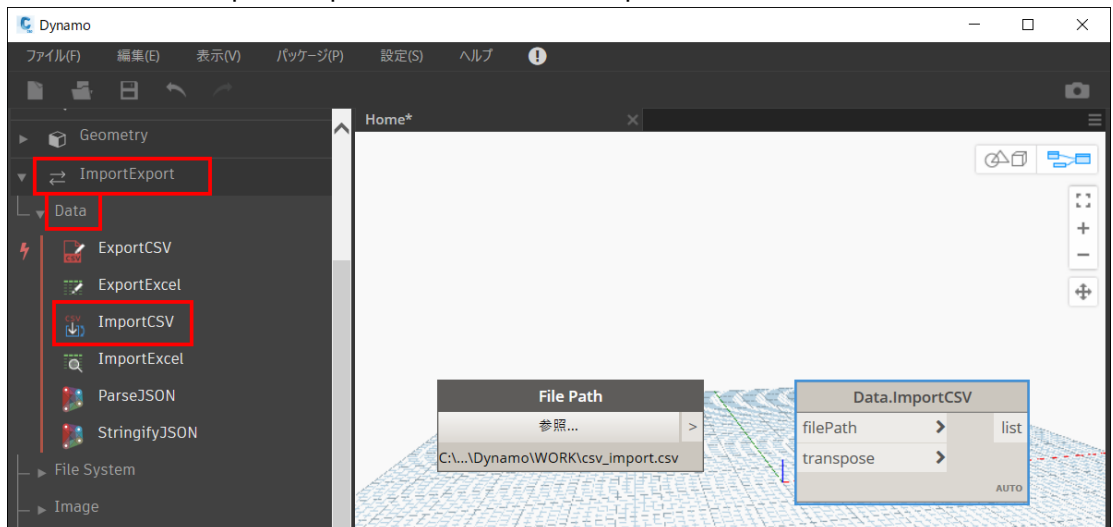 Dynamo
ファイル(F) 編集(E) 表示(V) パッケージ(P) 設定(S) ヘルプ
Home*
Geometry
ImportExport
Data
ExportCSV
ExportExcel
ImportCSV
ImportExcel
ParseJSON
StringifyJSON
File System
Image
File Path
参照... >
C:\...\Dynamo\WORK\csv_import.csv
Data.ImportCSV
filePath > list
transpose >
AUTO